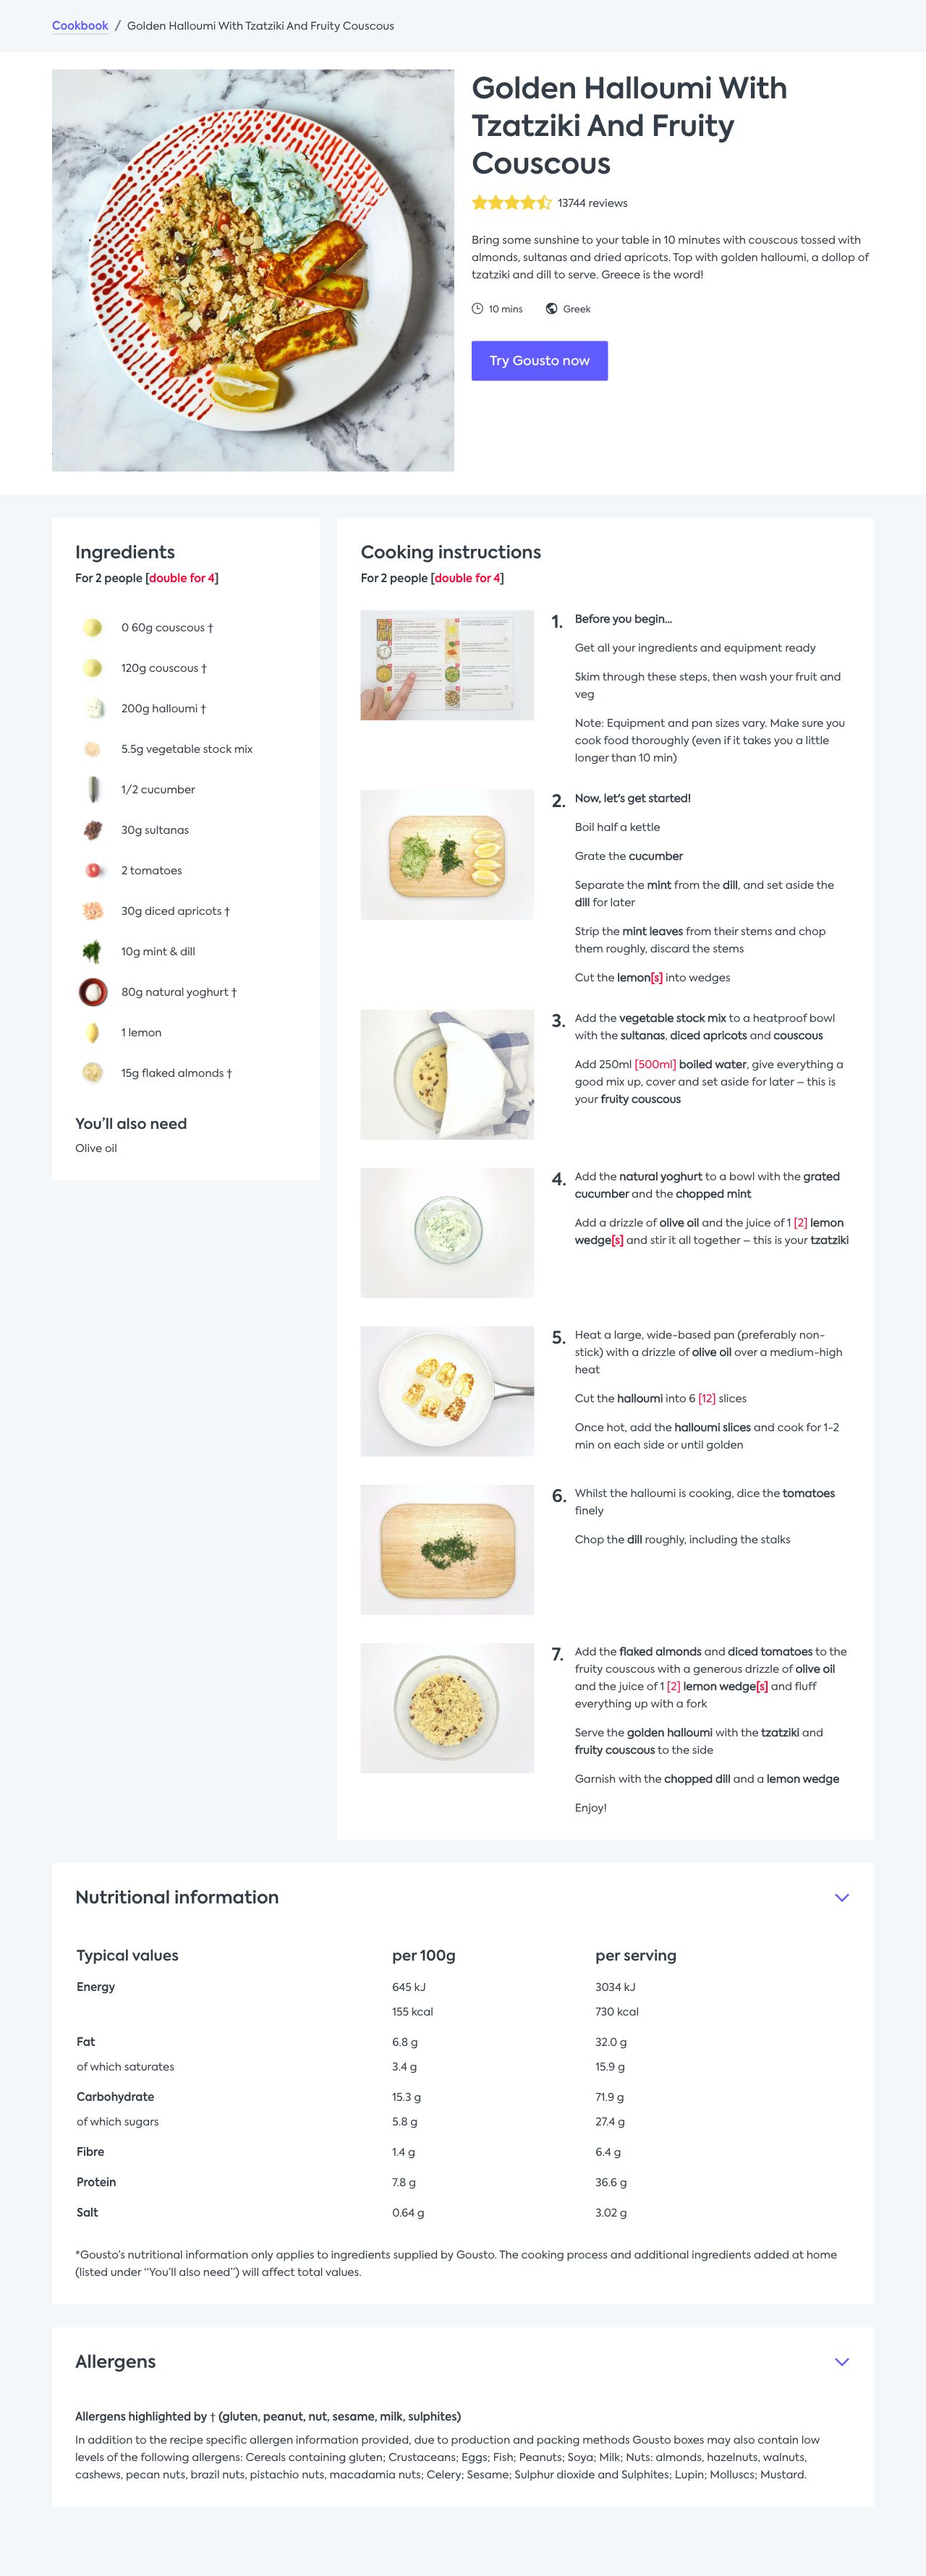 Cookbook / Golden Halloumi With Tzatziki And Fruity Couscous
Golden Halloumi With
Tzatziki And Fruity
Couscous
13744 reviews
Bring some sunshine to your table in 10 minutes with couscous tossed with
almonds, sultanas and dried apricots. Top with golden halloumi, a dollop of
tzatziki and dill to serve. Greece is the word!
10 mins Greek
Try Gousto now
Ingredients
For 2 people [double for 4]
0 60g couscous †
120g couscous †
200g halloumi †
5.5g vegetable stock mix
1/2 cucumber
30g sultanas
2 tomatoes
30g diced apricots †
10g mint & dill
80g natural yoghurt †
1 lemon
15g flaked almonds †
You'll also need
Olive oil
Cooking instructions
For 2 people [double for 4]
1. Before you begin...
Get all your ingredients and equipment ready
Skim through these steps, then wash your fruit and
veg
Note: Equipment and pan sizes vary. Make sure you
cook food thoroughly (even if it takes you a little
longer than 10 min)
2. Now, let's get started!
Boil half a kettle
Grate the cucumber
Separate the mint from the dill, and set aside the
dill for later
Strip the mint leaves from their stems and chop
them roughly, discard the stems
Cut the lemon[s] into wedges
3. Add the vegetable stock mix to a heatproof bowl
with the sultanas, diced apricots and couscous
Add 250ml [500ml] boiled water, give everything a
good mix up, cover and set aside for later – this is
your fruity couscous
4. Add the natural yoghurt to a bowl with the grated
cucumber and the chopped mint
Add a drizzle of olive oil and the juice of 1 [2] lemon
wedge[s] and stir it all together – this is your tzatziki
5. Heat a large, wide-based pan (preferably non-
stick) with a drizzle of olive oil over a medium-high
heat
Cut the halloumi into 6 [12] slices
Once hot, add the halloumi slices and cook for 1-2
min on each side or until golden
6. Whilst the halloumi is cooking, dice the tomatoes
finely
Chop the dill roughly, including the stalks
7. Add the flaked almonds and diced tomatoes to the
fruity couscous with a generous drizzle of olive oil
and the juice of 1 [2] lemon wedge[s] and fluff
everything up with a fork
Serve the golden halloumi with the tzatziki and
fruity couscous to the side
Garnish with the chopped dill and a lemon wedge
Enjoy!
Nutritional information
Typical values per 100g per serving
Energy 645 kJ 3034 kJ
155 kcal 730 kcal
Fat 6.8 g 32.0 g
of which saturates 3.4 g 15.9 g
Carbohydrate 15.3 g 71.9 g
of which sugars 5.8 g 27.4 g
Fibre 1.4 g 6.4 g
Protein 7.8 g 36.6 g
Salt 0.64 g 3.02 g
*Gousto's nutritional information only applies to ingredients supplied by Gousto. The cooking process and additional ingredients added at home
(listed under "You'll also need") will affect total values.
Allergens
Allergens highlighted by † (gluten, peanut, nut, sesame, milk, sulphites)
In addition to the recipe specific allergen information provided, due to production and packing methods Gousto boxes may also contain low
levels of the following allergens: Cereals containing gluten; Crustaceans; Eggs; Fish; Peanuts; Soya; Milk; Nuts: almonds, hazelnuts, walnuts,
cashews, pecan nuts, brazil nuts, pistachio nuts, macadamia nuts; Celery; Sesame; Sulphur dioxide and Sulphites; Lupin; Molluscs; Mustard.